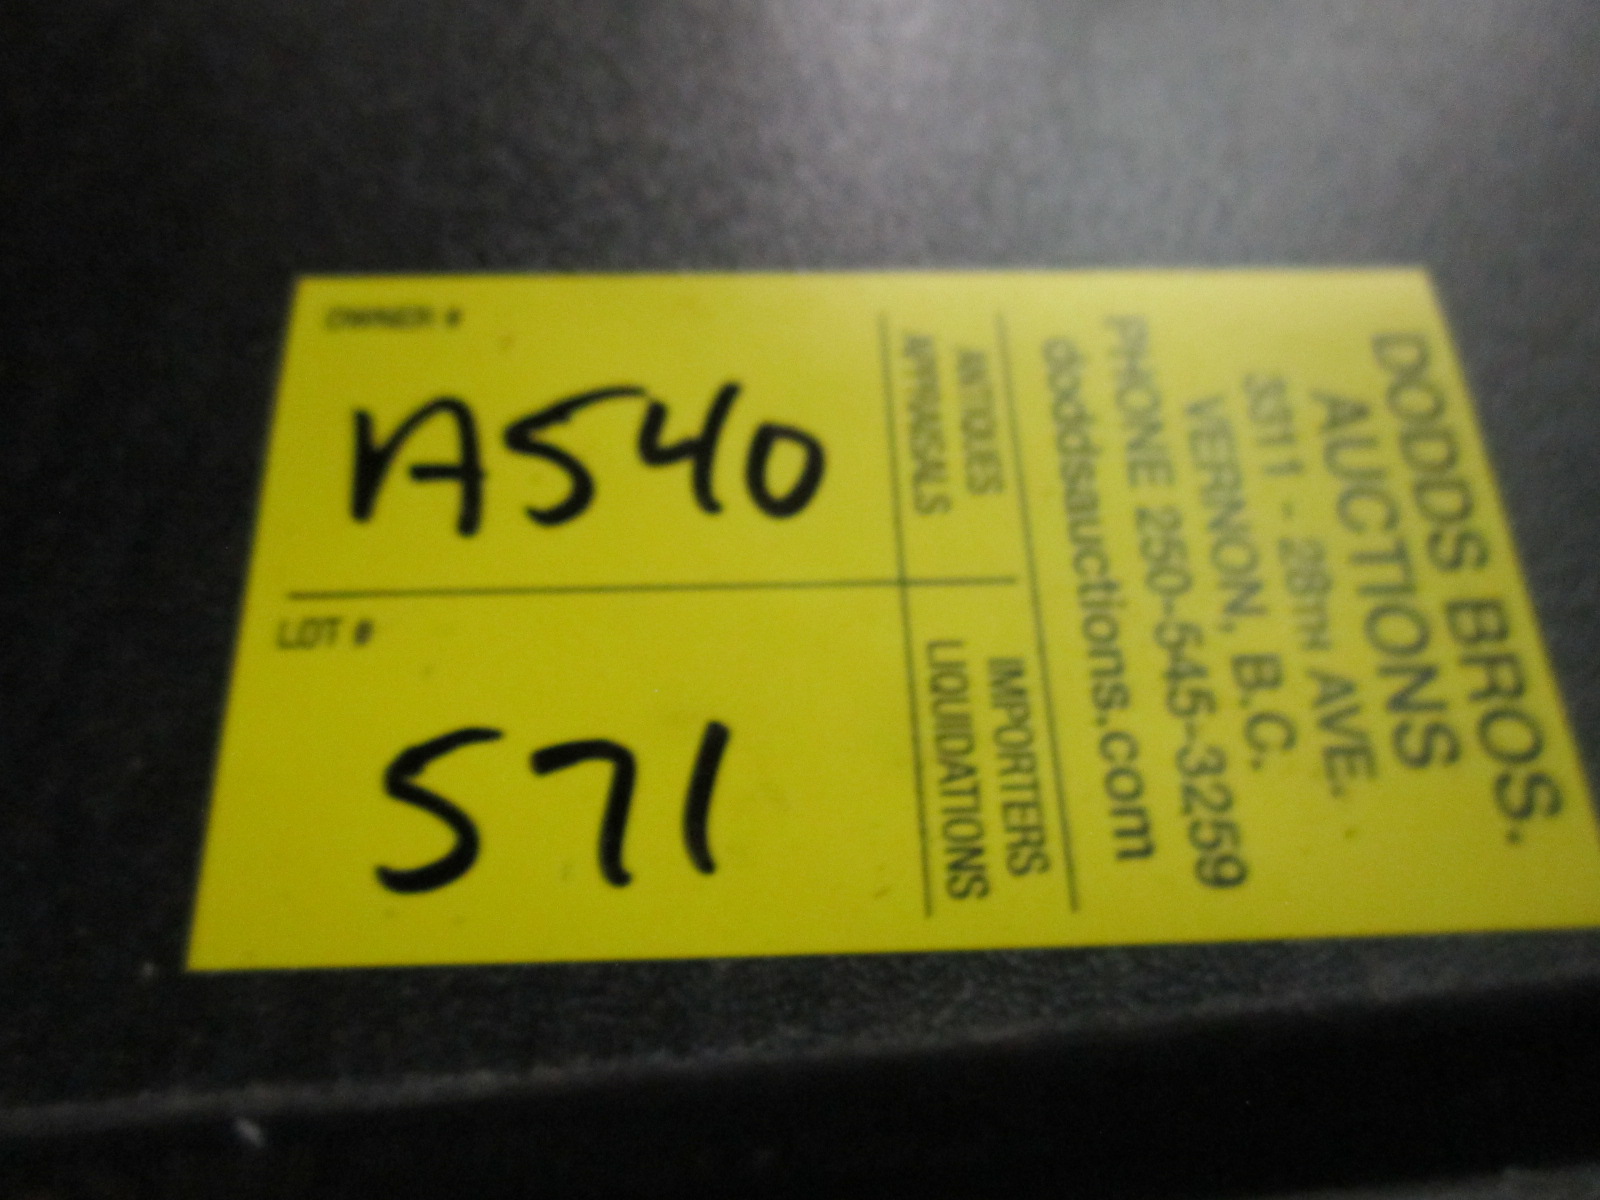 OWNER #
A540
LOT #
571
DODDS BROS.
AUCTIONS
3311 - 28TH AVE.
VERNON, B.C.
PHONE 250-545-3259
doddsauctions.com
ANTIQUES
APPRAISALS
IMPORTERS
LIQUIDATIONS